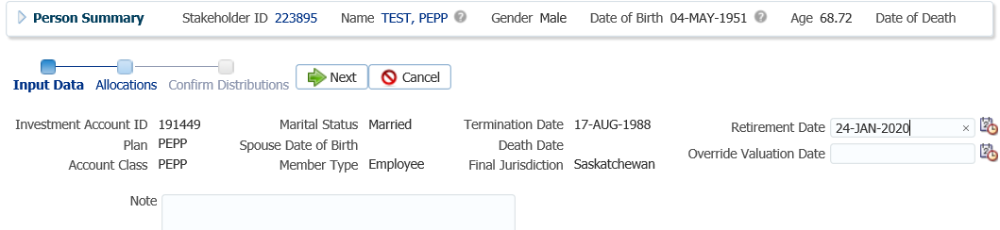 Person Summary Stakeholder ID 223895 Name TEST, PEPP Gender Male Date of Birth 04-MAY-1951 Age 68.72 Date of Death
Input Data Allocations Confirm Distributions Next Cancel
Investment Account ID 191449 Marital Status Married Termination Date 17-AUG-1988 Retirement Date 24-JAN-2020
Plan PEPP Spouse Date of Birth Death Date Override Valuation Date
Account Class PEPP Member Type Employee Final Jurisdiction Saskatchewan
Note